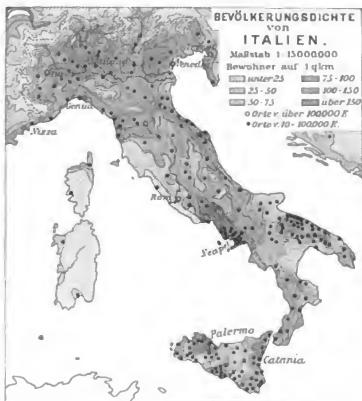 BEVÖLKERUNGSDICHTE
von
ITALIEN.
Maßstab 1:15000000
Bewohner auf 1 qkm
unter 25 75-100
25-50 100-150
50-75 über 150
Orte v. über 100000 E.
Orte v. 10-100000 E.
Genua
Nizza
Rom
Neapel
Palermo
Catania